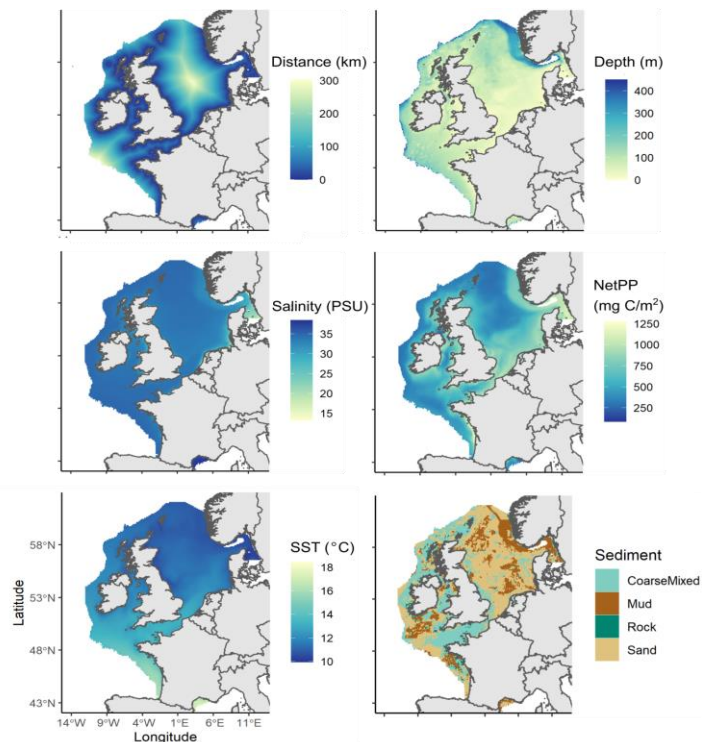 Distance (km)
300
200
100
0
Depth (m)
400
300
200
100
0
Salinity (PSU)
35
30
25
20
15
NetPP
(mg C/m²)
1250
1000
750
500
250
58°N
53°N
48°N
43°N
Latitude
SST (°C)
18
16
14
12
10
14°W 9°W 4°W 1°E 6°E 11°E
Longitude
Sediment
CoarseMixed
Mud
Rock
Sand